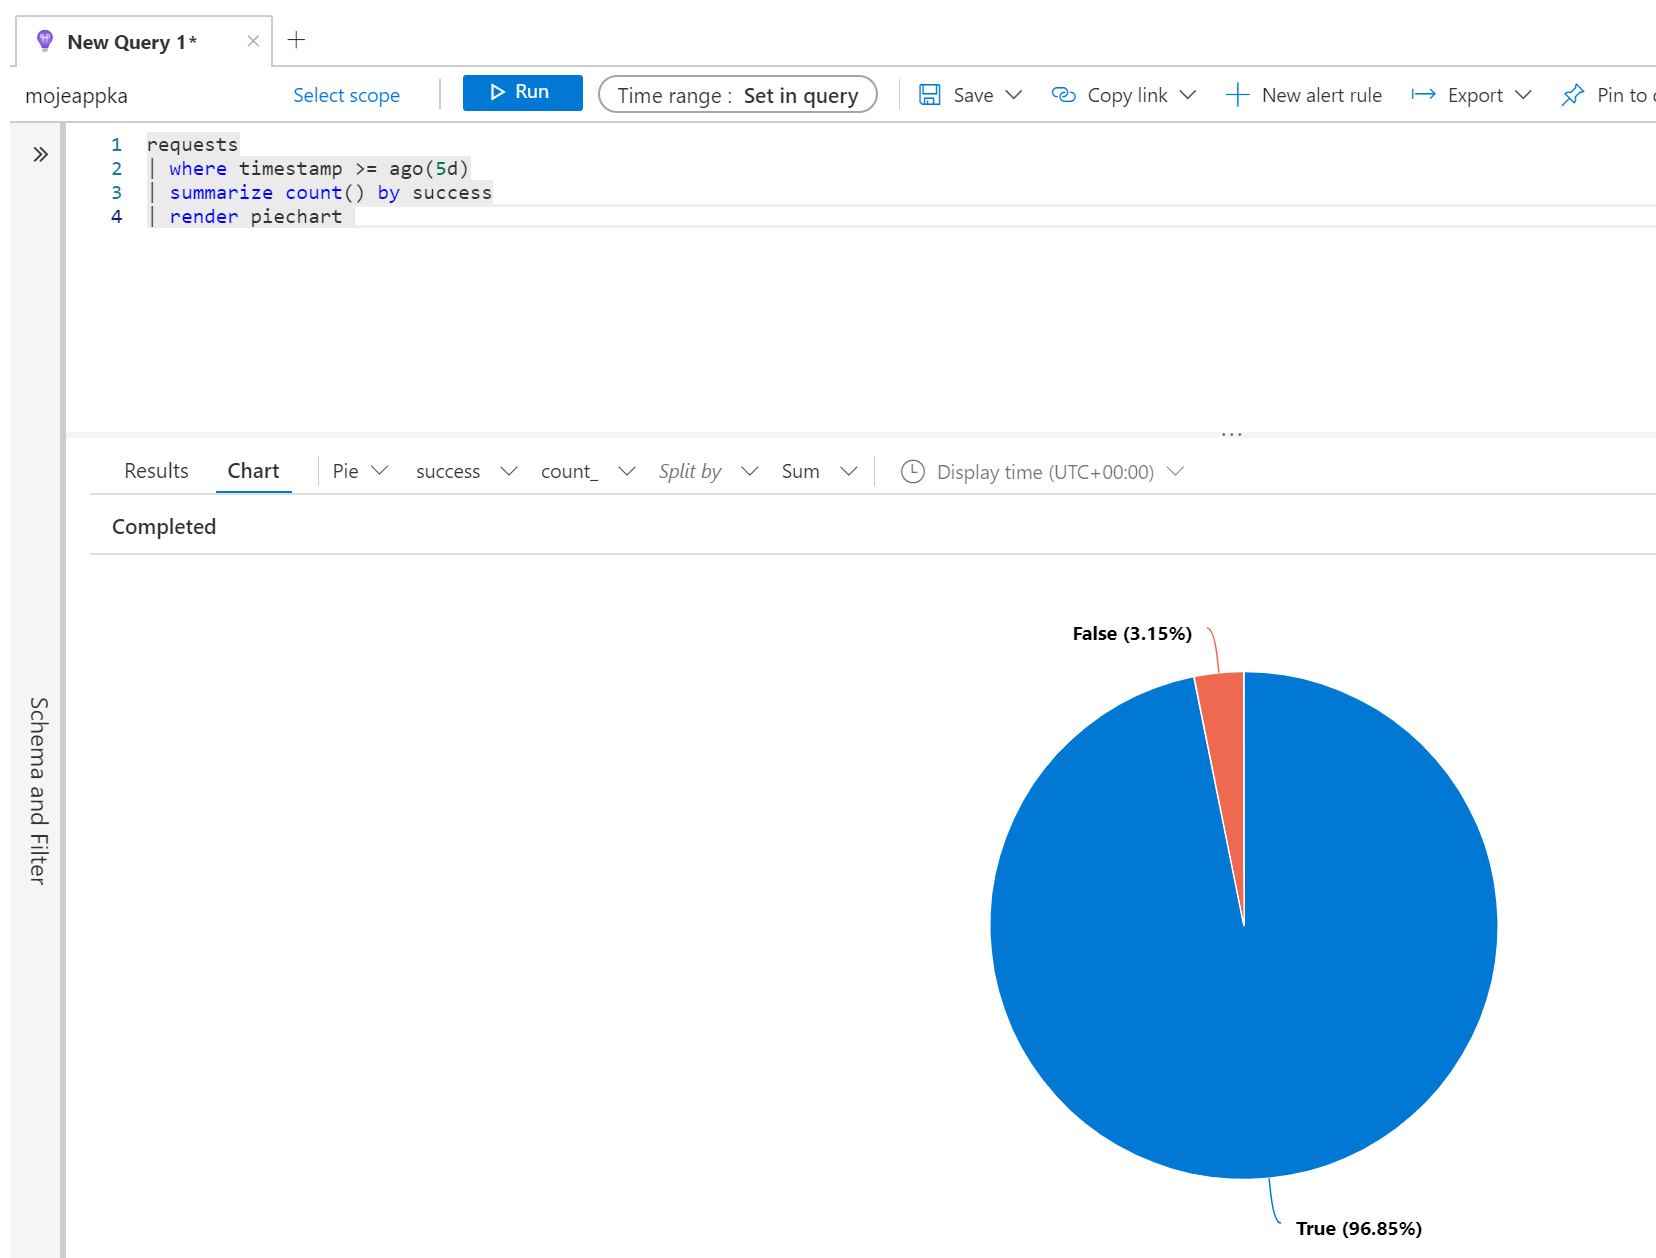 New Query 1*
mojeappka Select scope Run Time range : Set in query Save Copy link New alert rule Export Pin to
1 requests
2 | where timestamp >= ago(5d)
3 | summarize count() by success
4 | render piechart
...
Results Chart Pie success count_ Split by Sum Display time (UTC+00:00)
Completed
Schema and Filter
False (3.15%)
True (96.85%)